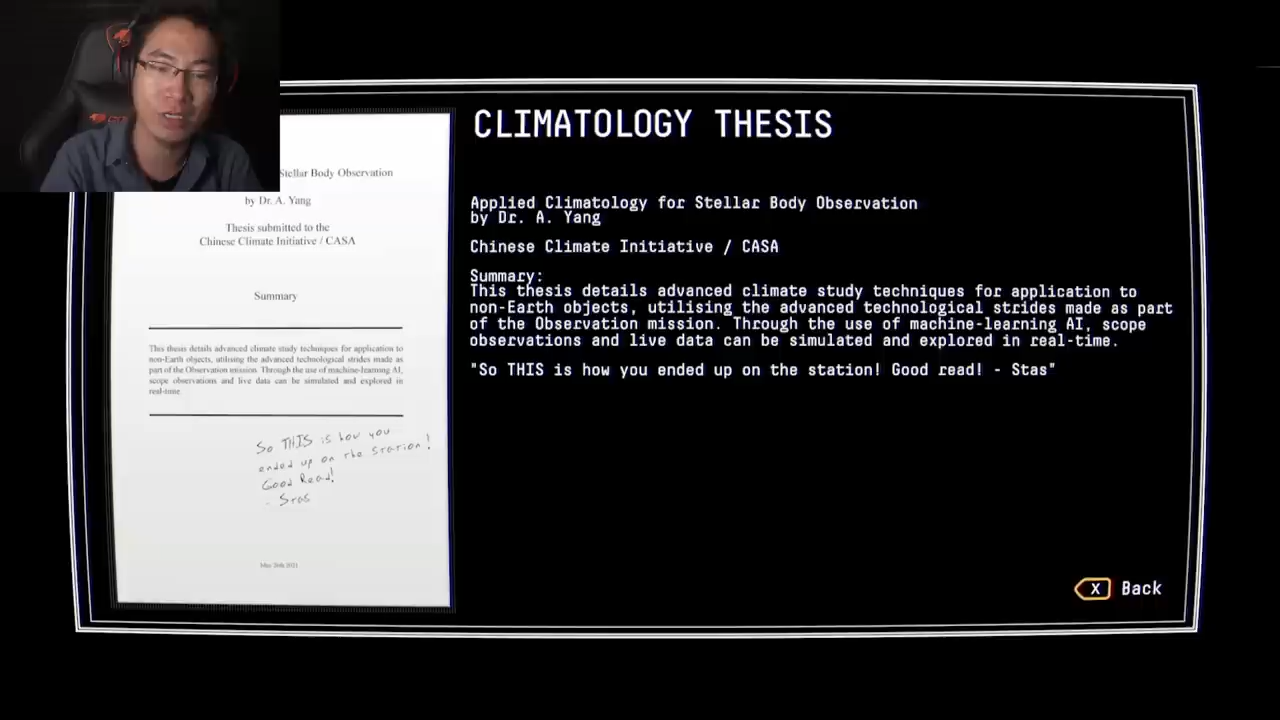 Stellar Body Observation
by Dr. A. Yang
Thesis submitted to the
Chinese Climate Initiative / CASA
Summary
This thesis details advanced climate study techniques for application to
non-Earth objects, utilising the advanced technological strides made as
part of the Observation mission. Through the use of machine-learning AI,
scope observations and live data can be simulated and explored in
real-time.
So THIS is how you
ended up on the station!
Good Read!
- Stas
May 26th 2021
CLIMATOLOGY THESIS
Applied Climatology for Stellar Body Observation
by Dr. A. Yang
Chinese Climate Initiative / CASA
Summary:
This thesis details advanced climate study techniques for application to
non-Earth objects, utilising the advanced technological strides made as part
of the Observation mission. Through the use of machine-learning AI, scope
observations and live data can be simulated and explored in real-time.
"So THIS is how you ended up on the station! Good read! - Stas"
X Back